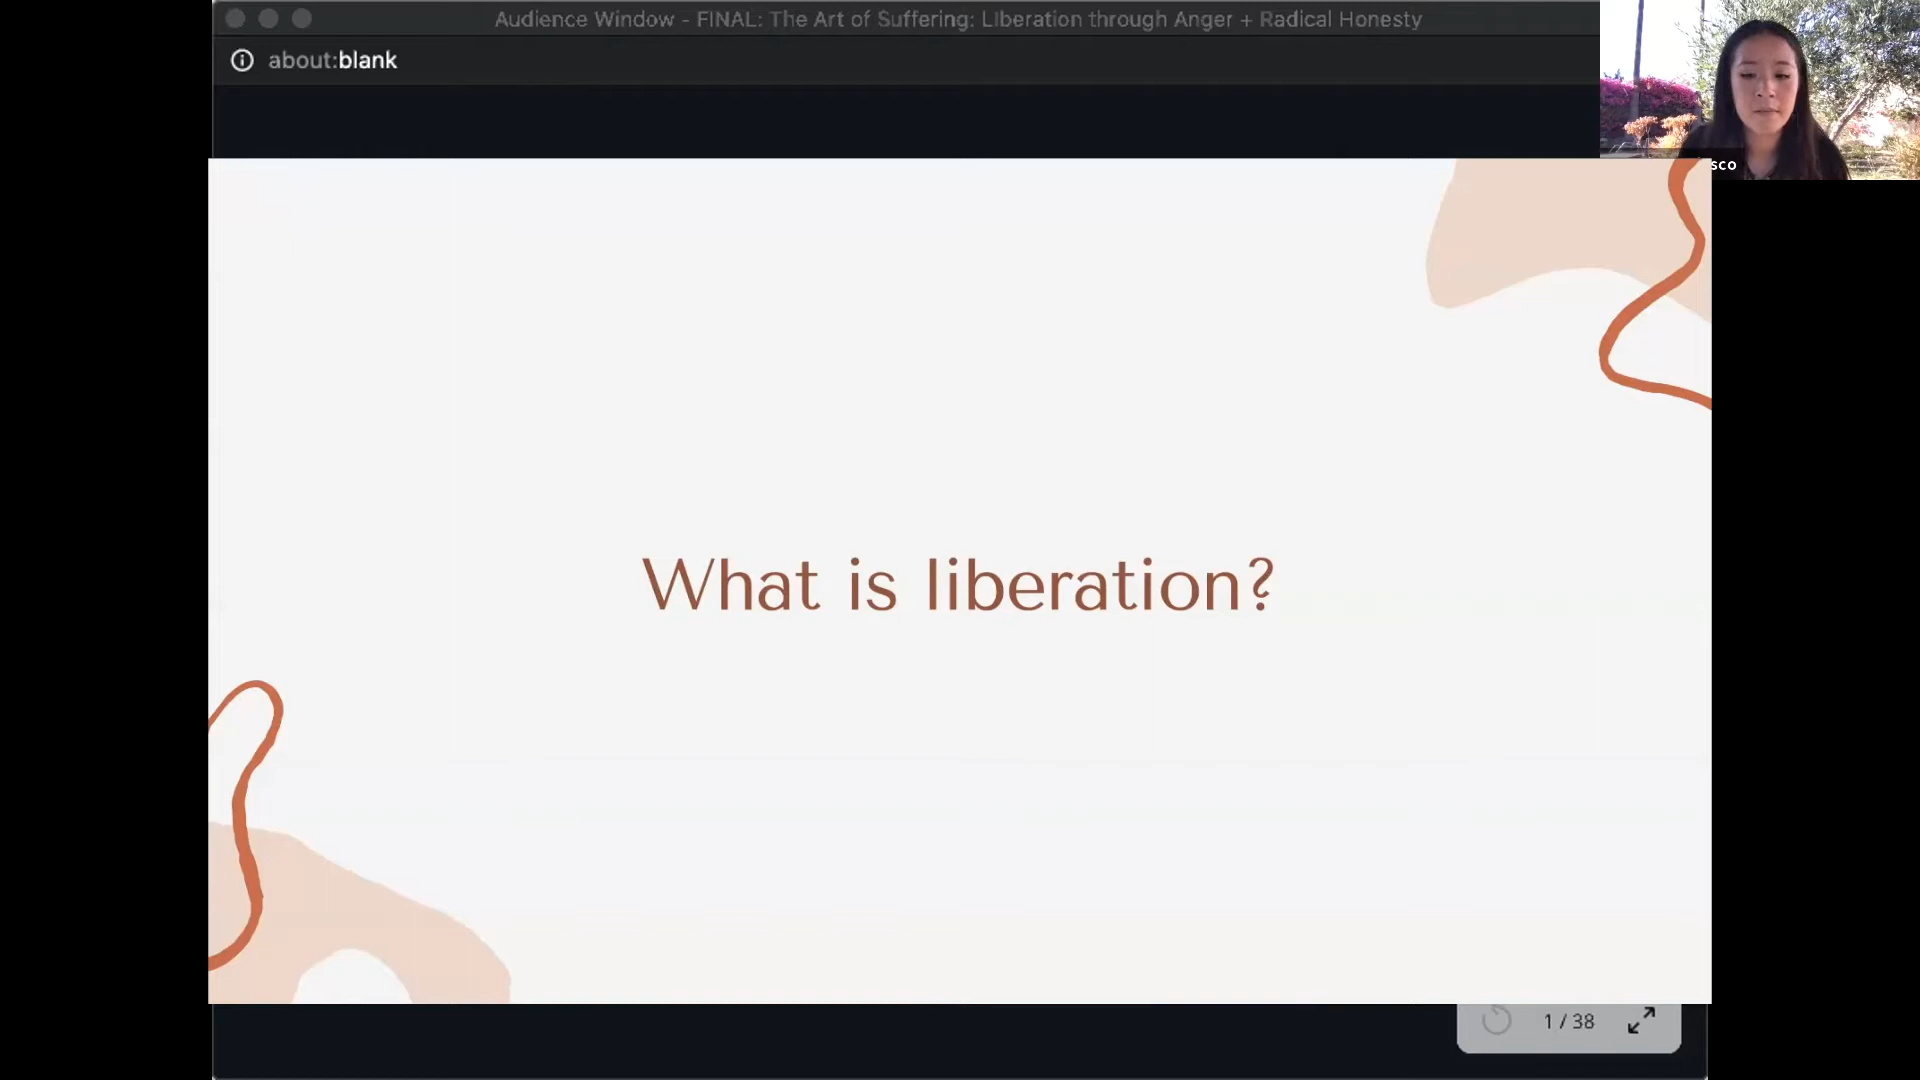 Audience Window - FINAL: The Art of Suffering: LIberation through Anger + Radical Honesty
about:blank
sco
What is liberation?
1 / 38